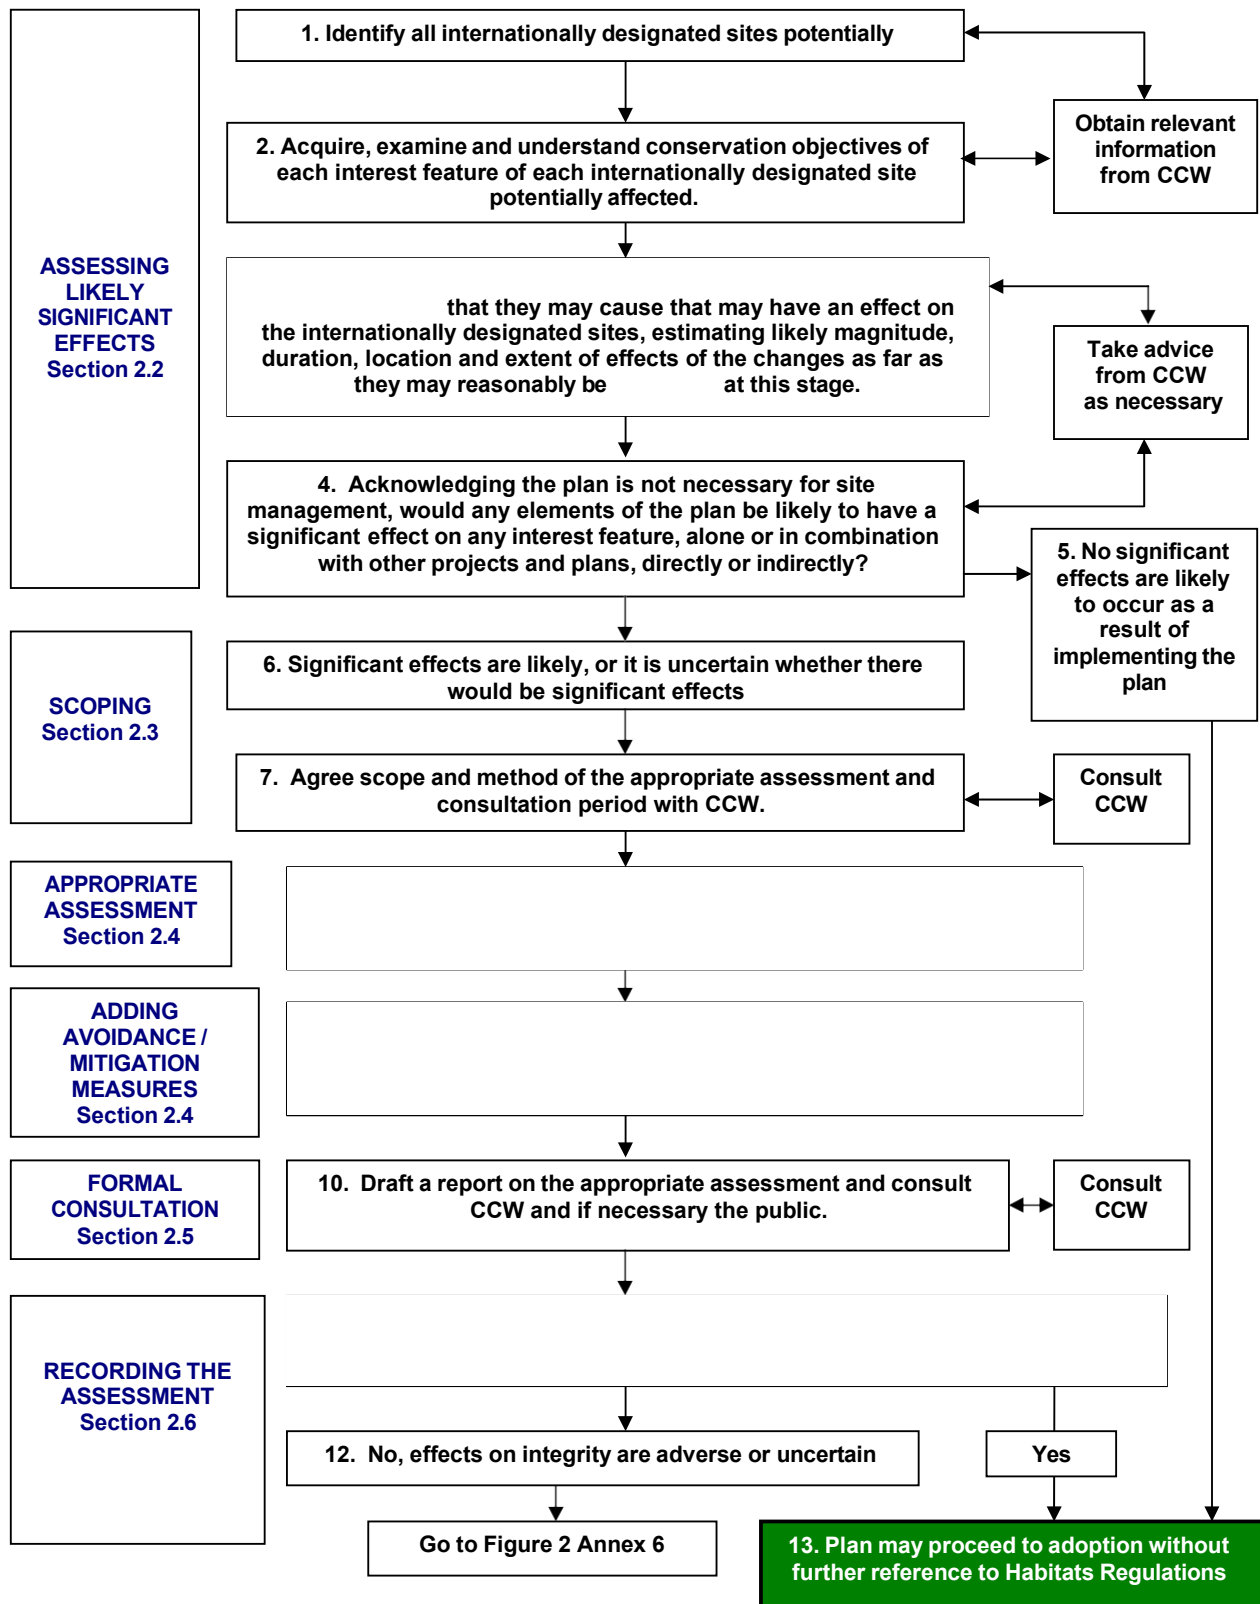 1. Identify all internationally designated sites potentially
Obtain relevant
information
from CCW
2. Acquire, examine and understand conservation objectives of
each interest feature of each internationally designated site
potentially affected.
ASSESSING
LIKELY
SIGNIFICANT
EFFECTS
Section 2.2
that they may cause that may have an effect on
the internationally designated sites, estimating likely magnitude,
duration, location and extent of effects of the changes as far as
they may reasonably be at this stage.
Take advice
from CCW
as necessary
4. Acknowledging the plan is not necessary for site
management, would any elements of the plan be likely to have a
significant effect on any interest feature, alone or in combination
with other projects and plans, directly or indirectly?
5. No significant
effects are likely
to occur as a
result of
implementing the
plan
SCOPING
Section 2.3
6. Significant effects are likely, or it is uncertain whether there
would be significant effects
7. Agree scope and method of the appropriate assessment and
consultation period with CCW.
Consult
CCW
APPROPRIATE
ASSESSMENT
Section 2.4
ADDING
AVOIDANCE /
MITIGATION
MEASURES
Section 2.4
FORMAL
CONSULTATION
Section 2.5
10. Draft a report on the appropriate assessment and consult
CCW and if necessary the public.
Consult
CCW
RECORDING THE
ASSESSMENT
Section 2.6
12. No, effects on integrity are adverse or uncertain
Yes
Go to Figure 2 Annex 6
13. Plan may proceed to adoption without
further reference to Habitats Regulations